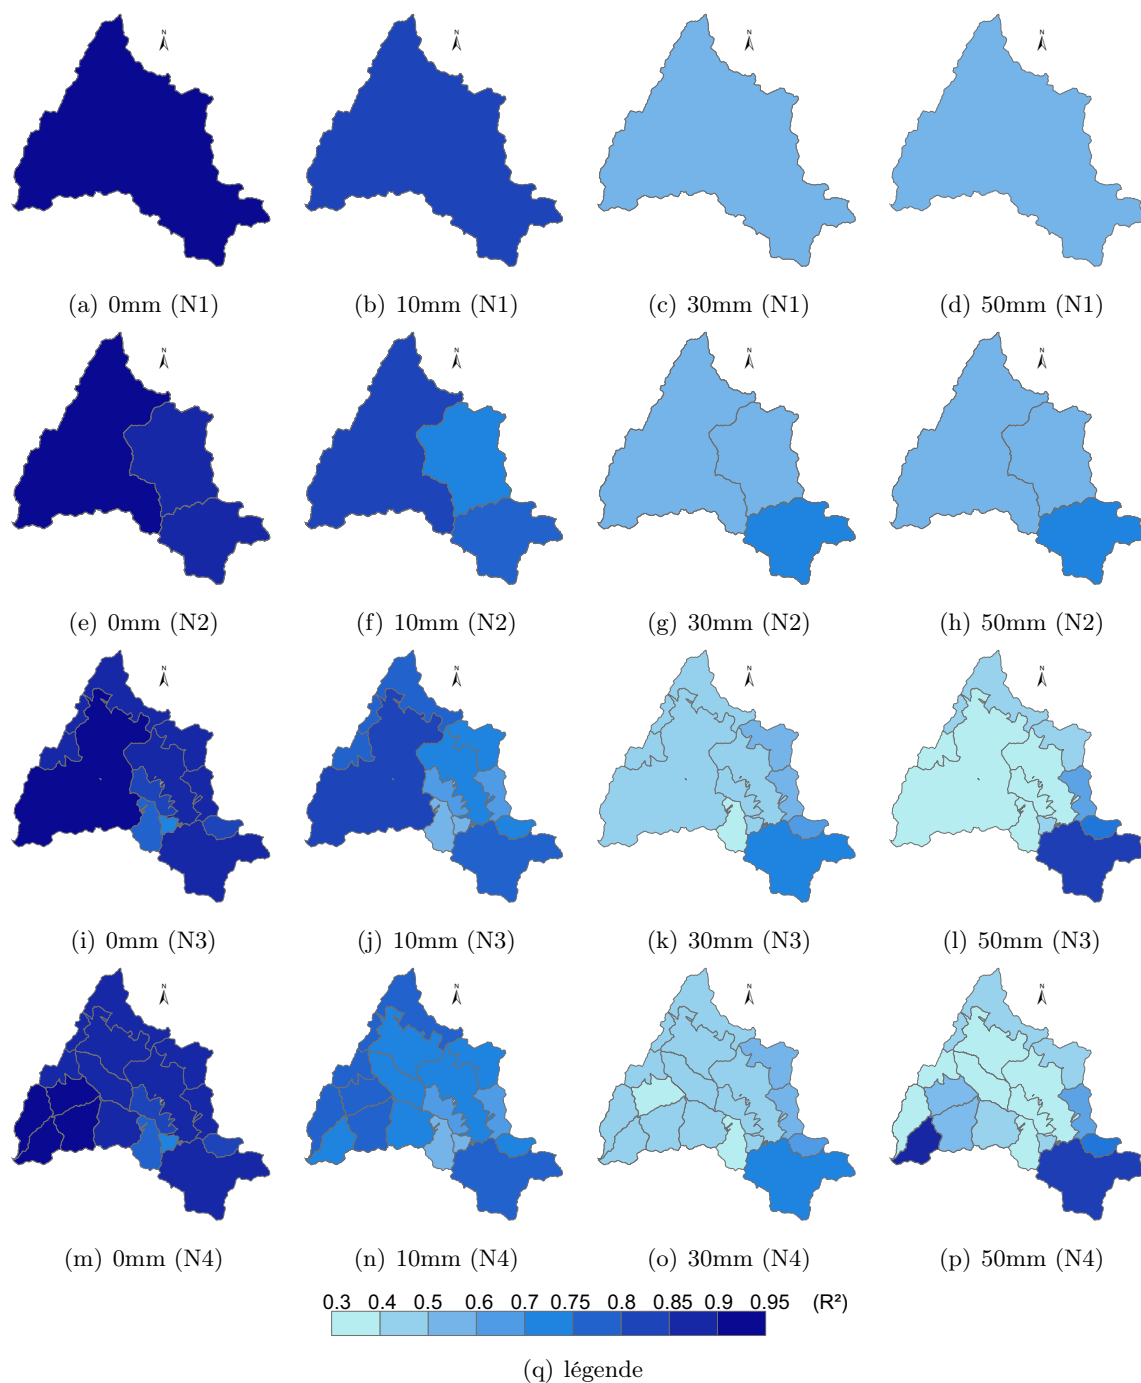 N N N N
(a) 0mm (N1) (b) 10mm (N1) (c) 30mm (N1) (d) 50mm (N1)
N N N N
(e) 0mm (N2) (f) 10mm (N2) (g) 30mm (N2) (h) 50mm (N2)
N N N N
(i) 0mm (N3) (j) 10mm (N3) (k) 30mm (N3) (l) 50mm (N3)
N N N N
(m) 0mm (N4) (n) 10mm (N4) (o) 30mm (N4) (p) 50mm (N4)
0.3 0.4 0.5 0.6 0.7 0.75 0.8 0.85 0.9 0.95 (R²)
(q) légende